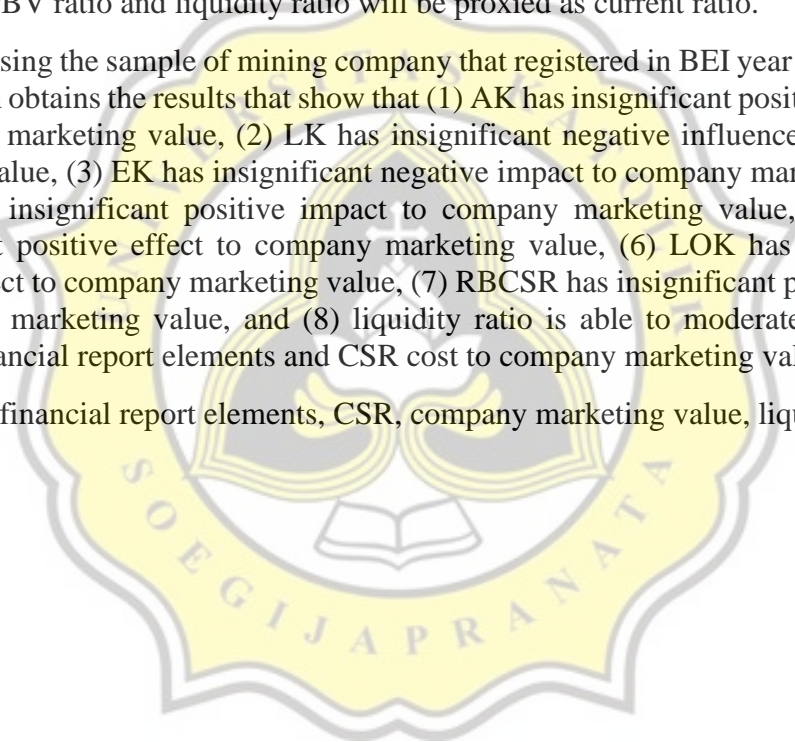 BV ratio and liquidity ratio will be proxied as current ratio.
sing the sample of mining company that registered in BEI year
obtains the results that show that (1) AK has insignificant posit
marketing value, (2) LK has insignificant negative influence
alue, (3) EK has insignificant negative impact to company mar
insignificant positive impact to company marketing value,
t positive effect to company marketing value, (6) LOK has
ct to company marketing value, (7) RBCSR has insignificant p
marketing value, and (8) liquidity ratio is able to moderate
ancial report elements and CSR cost to company marketing val
financial report elements, CSR, company marketing value, liqu
UNIVERSITAS KATOLIK
SOEGIJAPRANATA